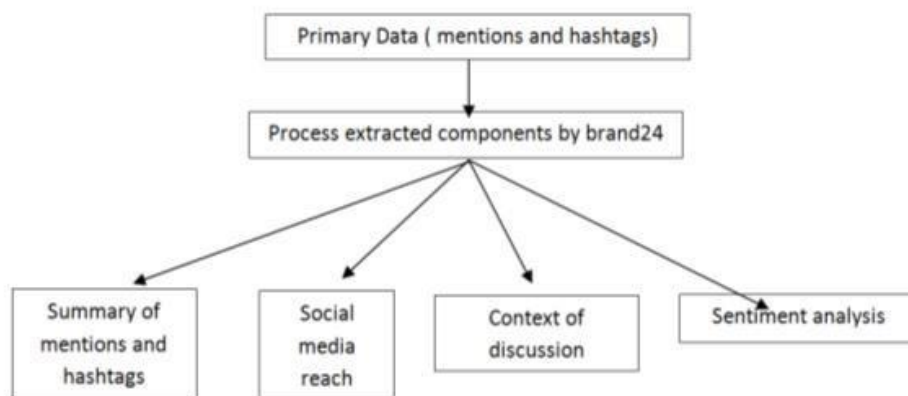 Primary Data ( mentions and hashtags)
Process extracted components by brand24
Summary of
mentions and
hashtags
Social
media
reach
Context of
discussion
Sentiment analysis